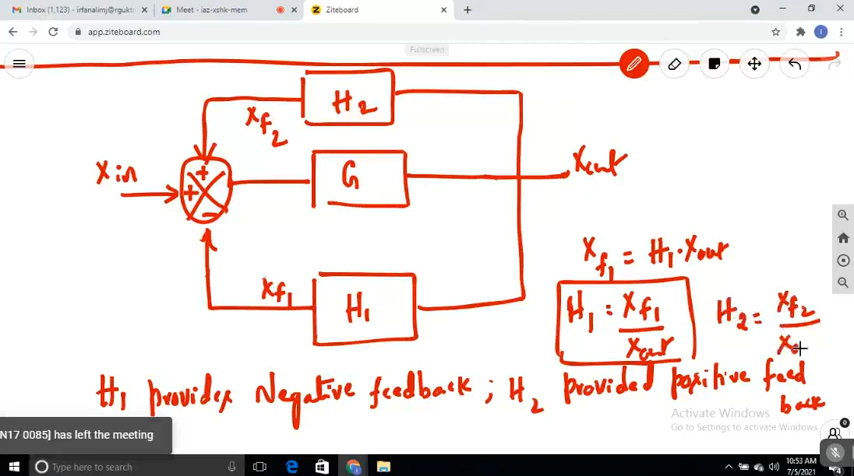 Inbox (1,123) - irfanalimj@rgukt
Meet - iaz-xshk-mem
Ziteboard
app.ziteboard.com
Fullscreen
H2
Xf2
Xin
+
+
-
G
Xout
Xf1
H1
Xf1 = H1.Xout
H1 = Xf1/Xout
H2 = Xf2/X
H1 provides Negative feedback ; H2 provided positive feed
back
Activate Windows
Go to Settings to activate Windows.
N17 0085] has left the meeting
Type here to search
10:53 AM
7/5/2021